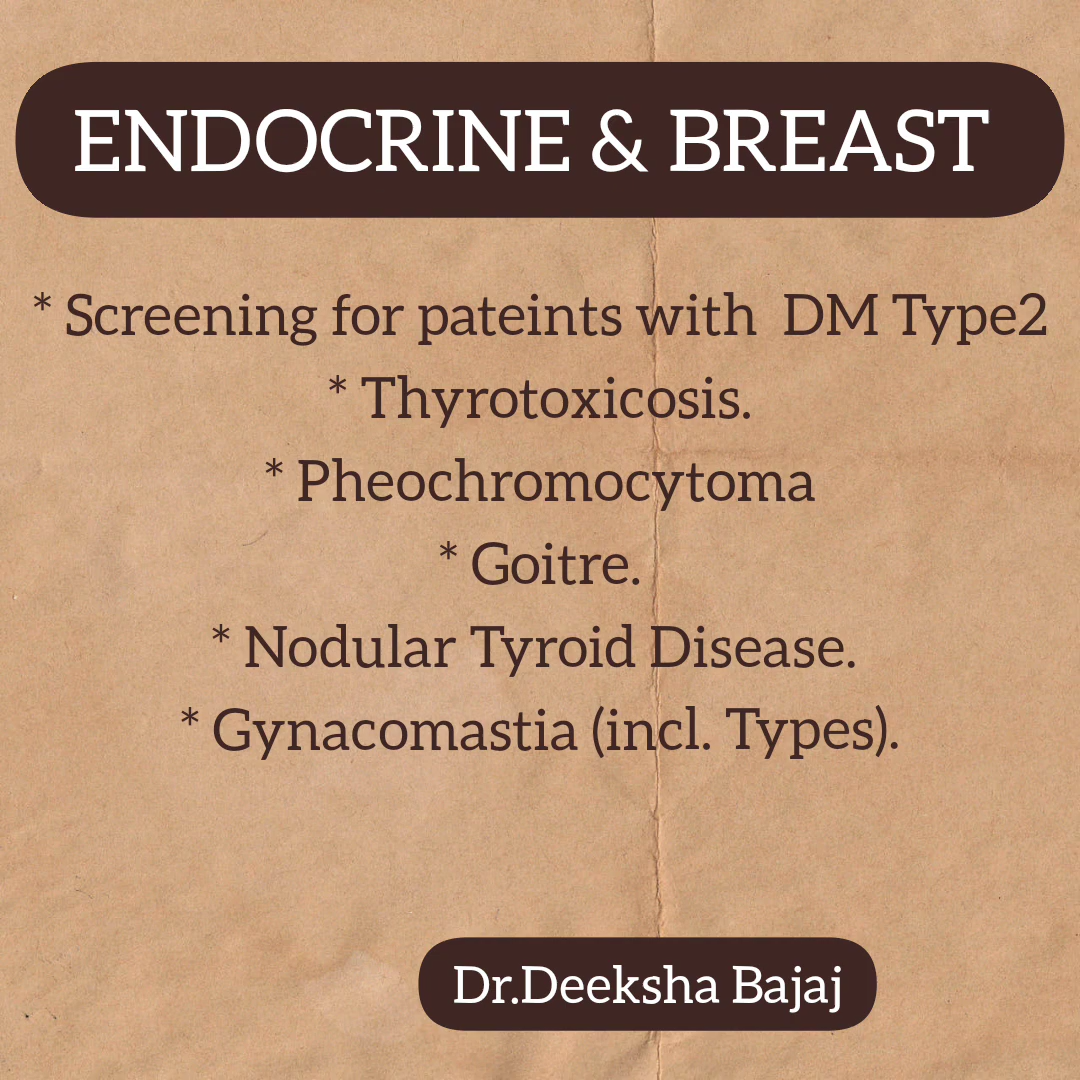 ENDOCRINE & BREAST
* Screening for pateints with  DM Type2
* Thyrotoxicosis.
* Pheochromocytoma
* Goitre.
* Nodular Tyroid Disease.
* Gynacomastia (incl. Types).
Dr.Deeksha Bajaj